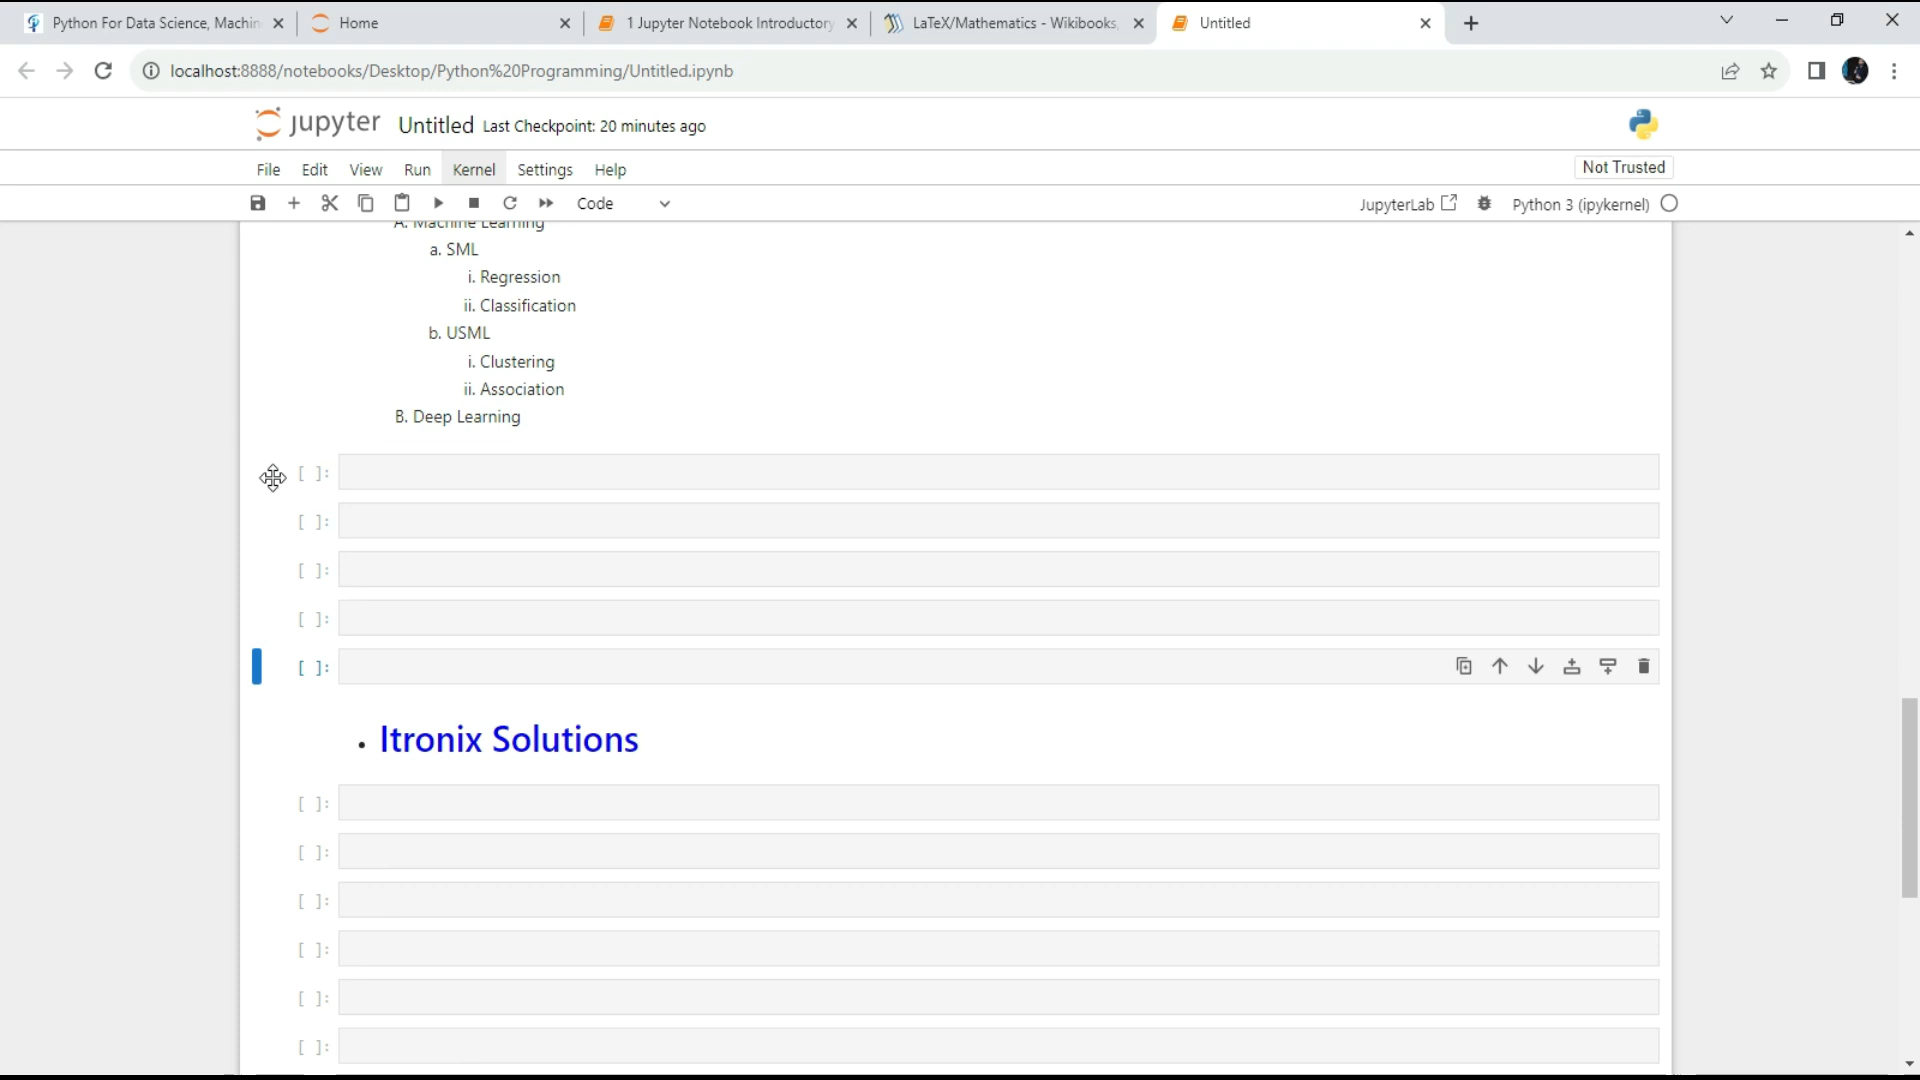 Python For Data Science, Machin
Home
1 Jupyter Notebook Introductory
LaTeX/Mathematics - Wikibooks,
Untitled
localhost:8888/notebooks/Desktop/Python%20Programming/Untitled.ipynb
jupyter
Untitled Last Checkpoint: 20 minutes ago
File Edit View Run Kernel Settings Help
Not Trusted
Code
JupyterLab
Python 3 (ipykernel)
A. Machine Learning
a. SML
i. Regression
ii. Classification
b. USML
i. Clustering
ii. Association
B. Deep Learning
[ ]:
[ ]:
[ ]:
[ ]:
[ ]:
• Itronix Solutions
[ ]:
[ ]:
[ ]:
[ ]:
[ ]:
[ ]: